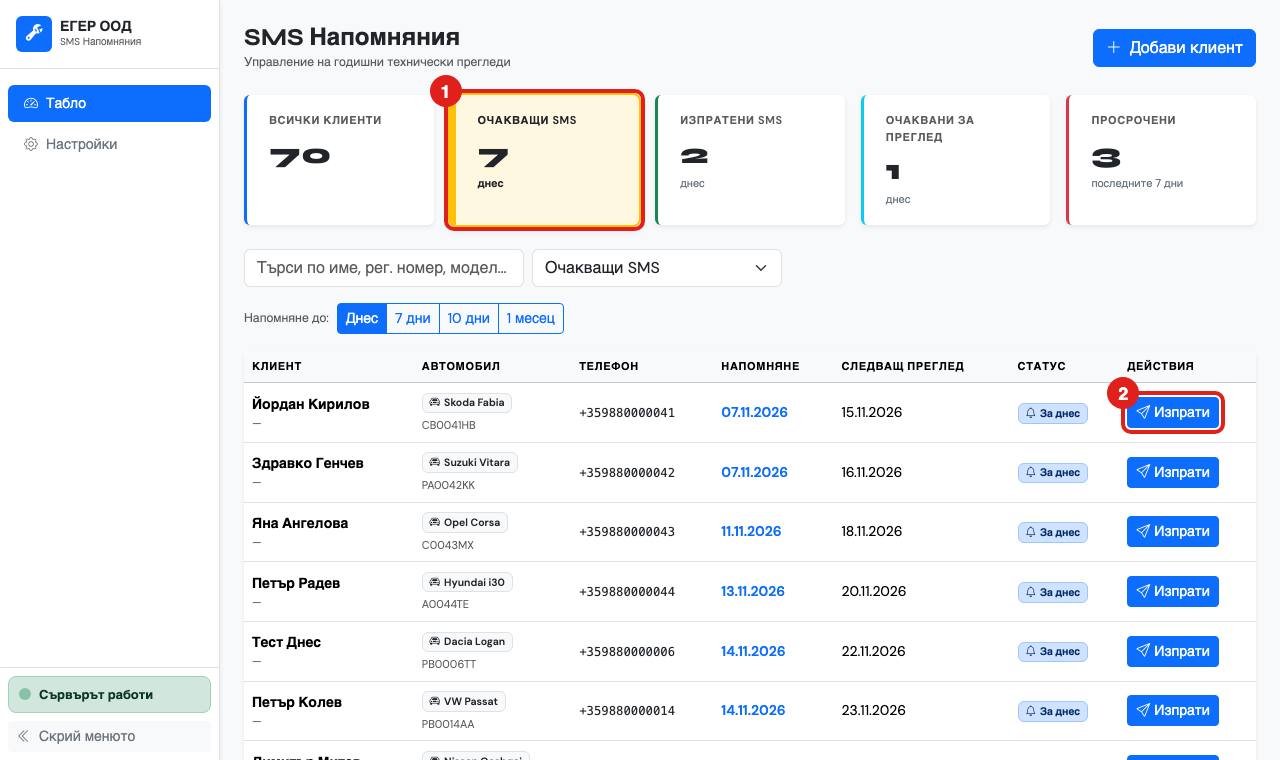 ЕГЕР ООД
SMS Напомняния
Табло
Настройки
Сървърът работи
Скрий менюто
SMS Напомняния
Управление на годишни технически прегледи
Добави клиент
ВСИЧКИ КЛИЕНТИ
70
1
ОЧАКВАЩИ SMS
7
днес
ИЗПРАТЕНИ SMS
2
днес
ОЧАКВАНИ ЗА
ПРЕГЛЕД
1
днес
ПРОСРОЧЕНИ
3
последните 7 дни
Търси по име, рег. номер, модел...
Очакващи SMS
Напомняне до: Днес 7 дни 10 дни 1 месец
КЛИЕНТ АВТОМОБИЛ ТЕЛЕФОН НАПОМНЯНЕ СЛЕДВАЩ ПРЕГЛЕД СТАТУС ДЕЙСТВИЯ
2
Йордан Кирилов Skoda Fabia +359880000041 07.11.2026 15.11.2026 За днес Изпрати
— CB0041HB
Здравко Генчев Suzuki Vitara +359880000042 07.11.2026 16.11.2026 За днес Изпрати
— PA0042KK
Яна Ангелова Opel Corsa +359880000043 11.11.2026 18.11.2026 За днес Изпрати
— CO043MX
Петър Радев Hyundai i30 +359880000044 13.11.2026 20.11.2026 За днес Изпрати
— A0044TE
Тест Днес Dacia Logan +359880000006 14.11.2026 22.11.2026 За днес Изпрати
— PB0006TT
Петър Колев VW Passat +359880000014 14.11.2026 23.11.2026 За днес Изпрати
— PB0014AA